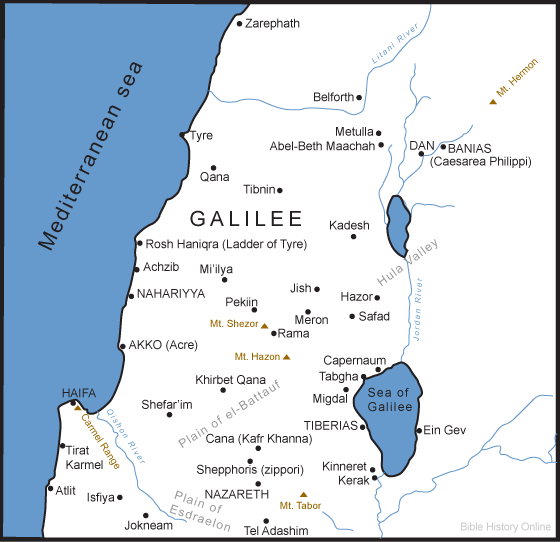 Zarephath
Litani River
Mt. Hermon
Mediterranean sea
Belforth
Metulla
Abel-Beth Maachah
DAN
BANIAS
(Caesarea Philippi)
Tyre
Qana
Tibnin
GALILEE
Kadesh
Rosh Haniqra (Ladder of Tyre)
Hula Valley
Achzib
Mi'ilya
NAHARIYYA
Jish
Hazor
Jordan River
Pekiin
Meron
Safad
Mt. Shezor
Rama
AKKO (Acre)
Mt. Hazon
Capernaum
Tabgha
Khirbet Qana
Migdal
Sea of
Galilee
HAIFA
Shefar'im
Plain of el-Battauf
TIBERIAS
Ein Gev
Carmel Range
Qishon River
Cana (Kafr Khanna)
Tirat
Karmel
Shepphoris (zippori)
Kinneret
Kerak
Atlit
Isfiya
NAZARETH
Plain of
Esdraelon
Mt. Tabor
Jokneam
Tel Adashim
Bible History Online